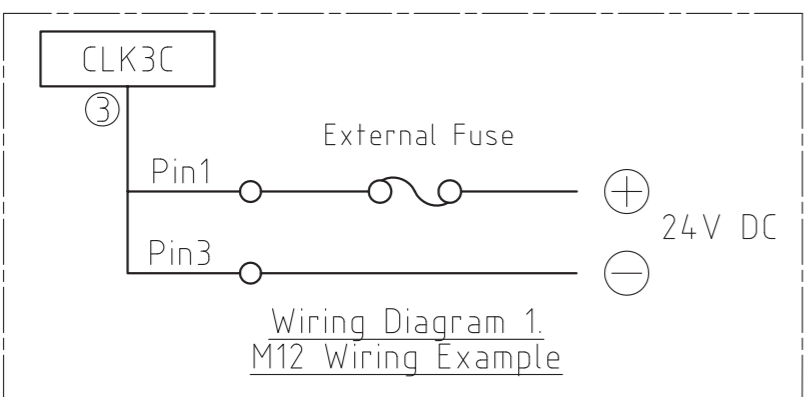 CLK3C
③
External Fuse
Pin1
+
24V DC
Pin3
−
Wiring Diagram 1.
M12 Wiring Example